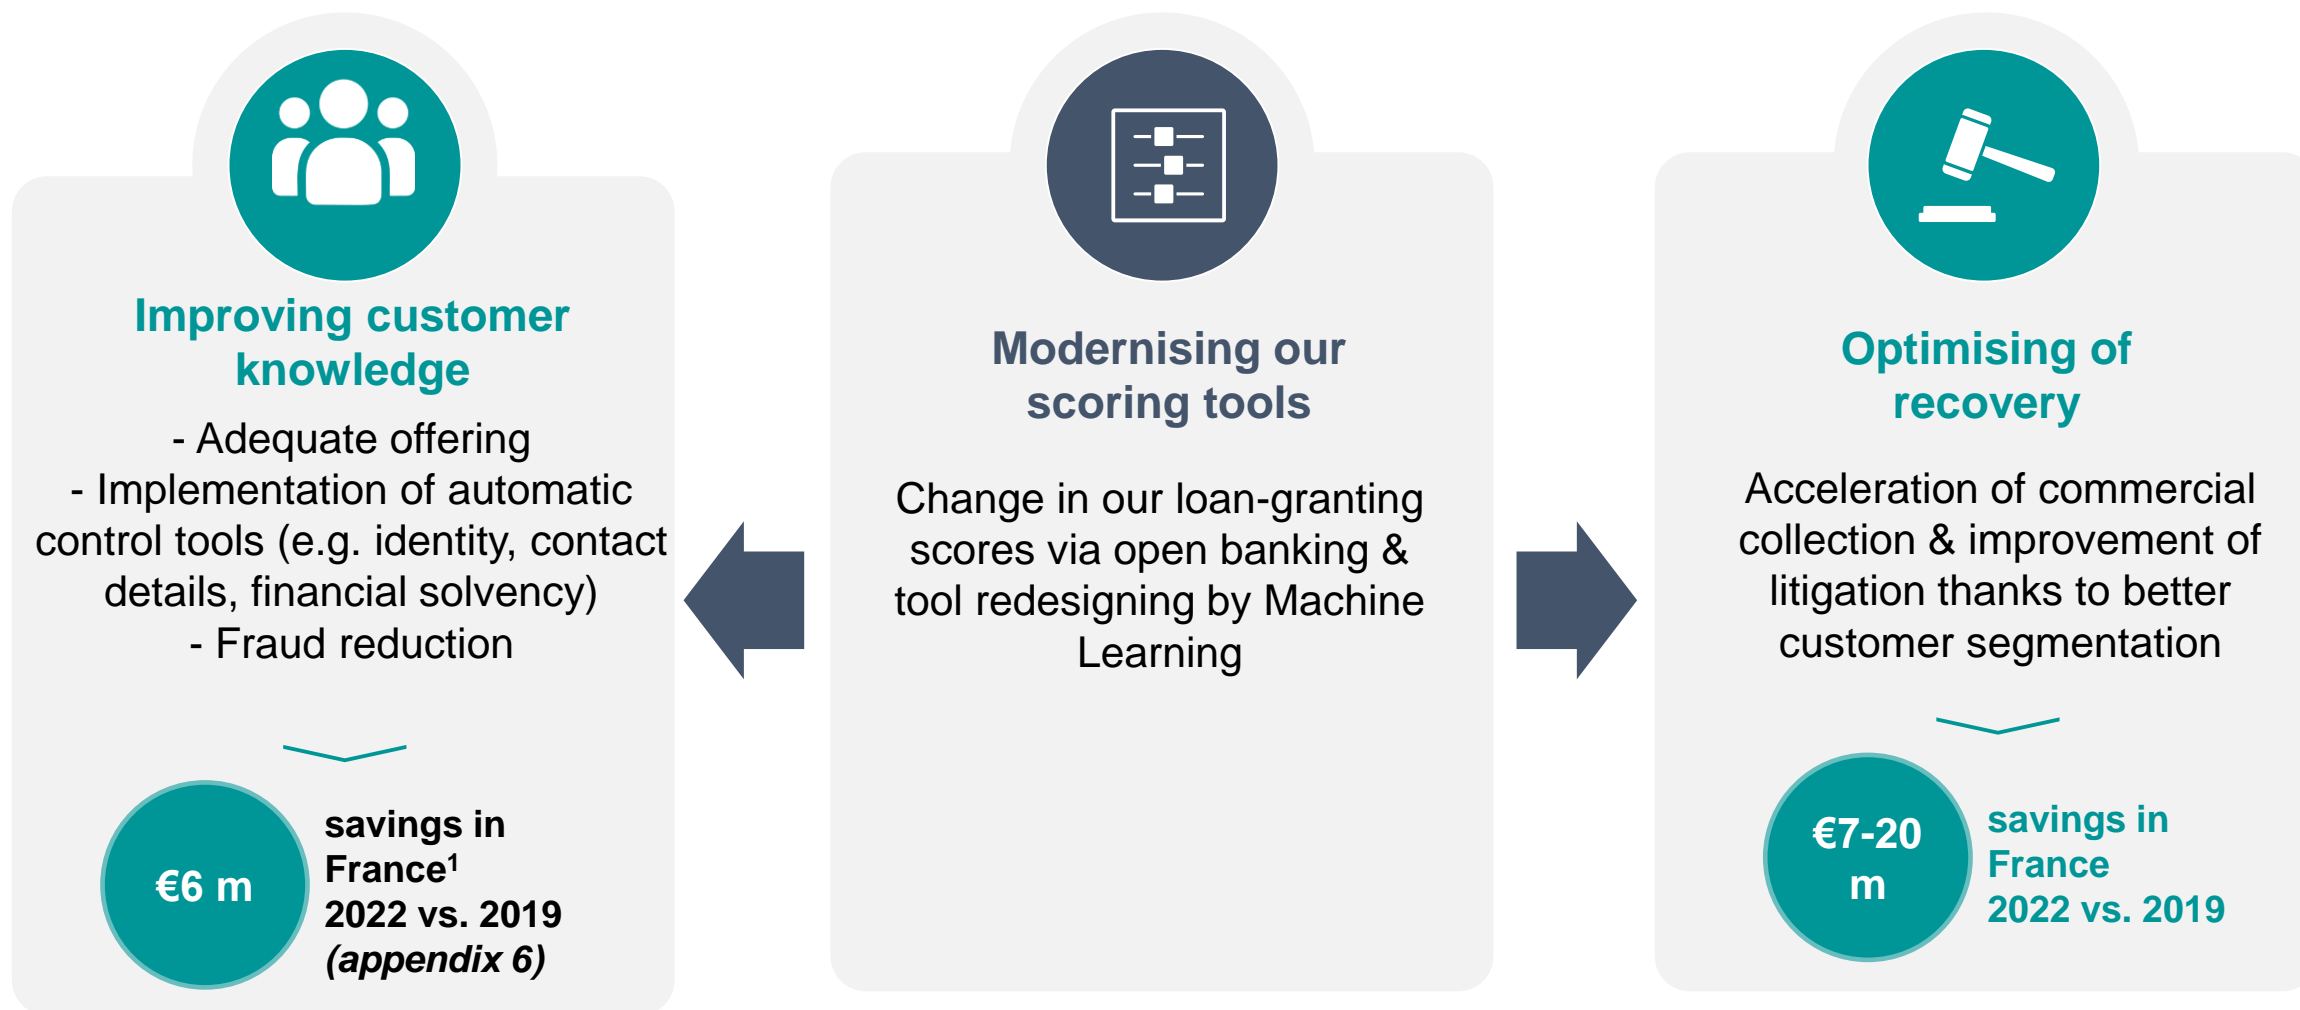 Improving customer
knowledge
- Adequate offering
- Implementation of automatic
control tools (e.g. identity, contact
details, financial solvency)
- Fraud reduction
€6 m
savings in
France¹
2022 vs. 2019
(appendix 6)
Modernising our
scoring tools
Change in our loan-granting
scores via open banking &
tool redesigning by Machine
Learning
Optimising of
recovery
Acceleration of commercial
collection & improvement of
litigation thanks to better
customer segmentation
€7-20
m
savings in
France
2022 vs. 2019